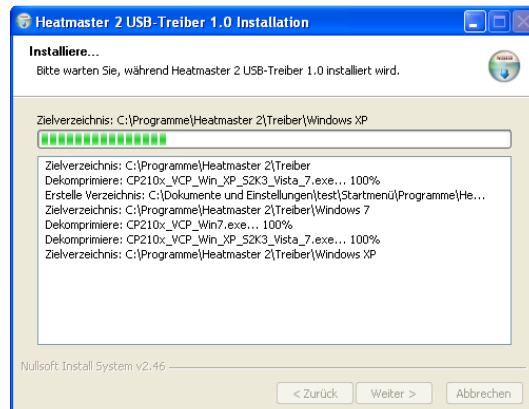 Heatmaster 2 USB-Treiber 1.0 Installation
Installiere...
Bitte warten Sie, während Heatmaster 2 USB-Treiber 1.0 installiert wird.
Zielverzeichnis: C:\Programme\Heatmaster 2\Treiber\Windows XP
Zielverzeichnis: C:\Programme\Heatmaster 2\Treiber
Dekomprimiere: CP210x_VCP_Win_XP_S2K3_Vista_7.exe... 100%
Erstelle Verzeichnis: C:\Dokumente und Einstellungen\test\Startmenü\Programme\He...
Zielverzeichnis: C:\Programme\Heatmaster 2\Treiber\Windows 7
Dekomprimiere: CP210x_VCP_Win7.exe... 100%
Dekomprimiere: CP210x_VCP_Win_XP_S2K3_Vista_7.exe... 100%
Zielverzeichnis: C:\Programme\Heatmaster 2\Treiber\Windows XP
Nullsoft Install System v2.46
< Zurück Weiter > Abbrechen